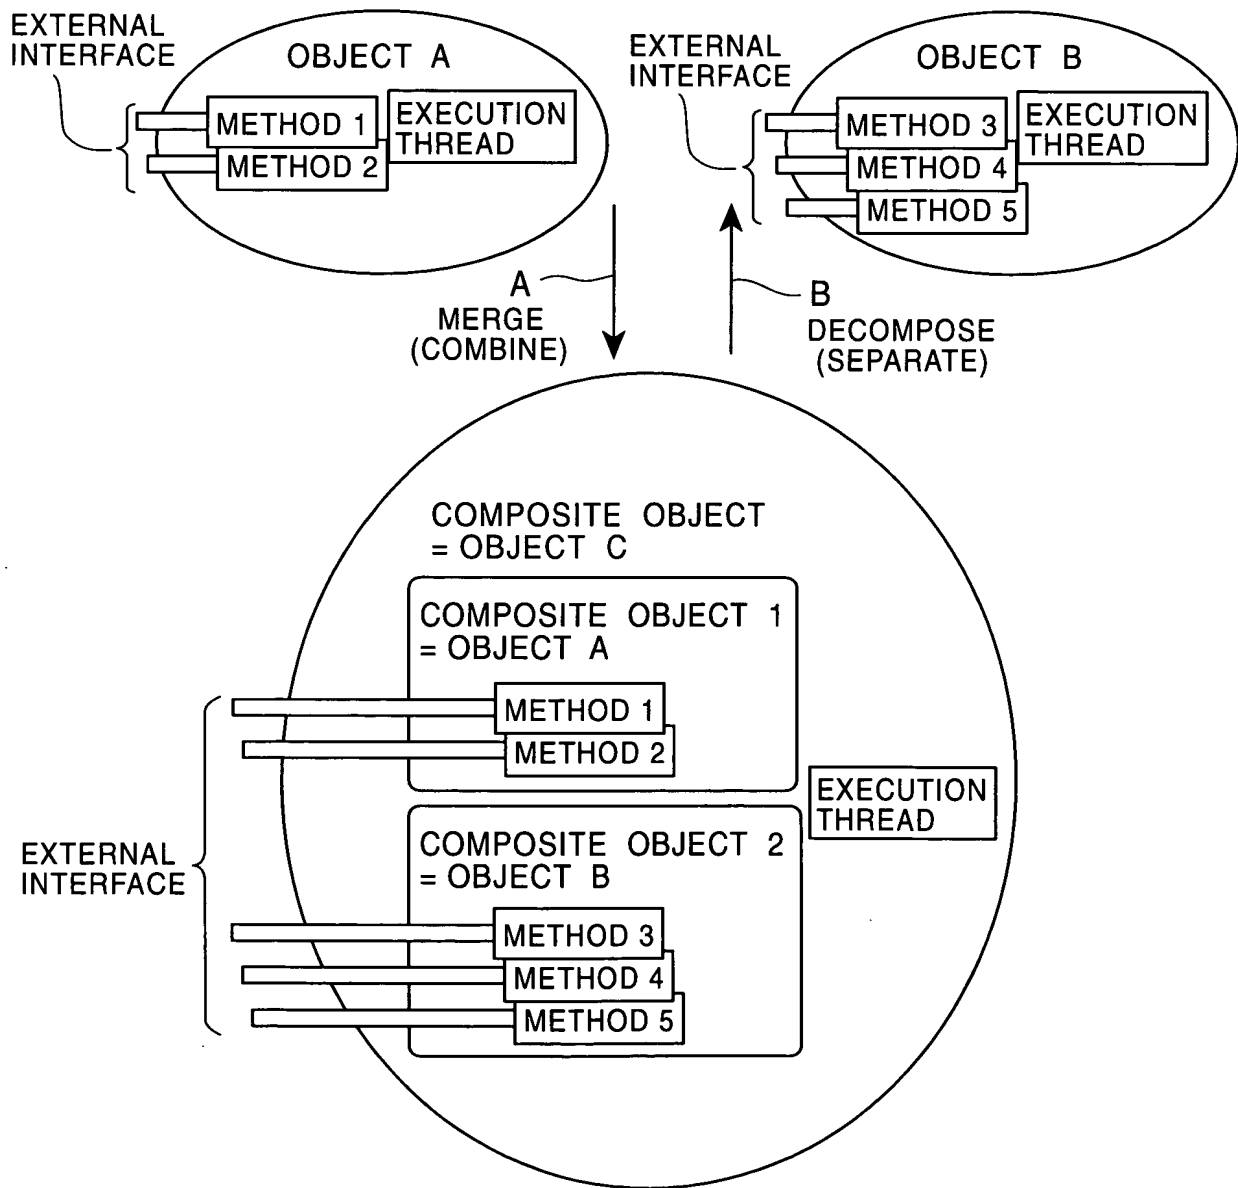 EXTERNAL
INTERFACE
OBJECT A
METHOD 1
METHOD 2
EXECUTION
THREAD
EXTERNAL
INTERFACE
OBJECT B
METHOD 3
METHOD 4
METHOD 5
EXECUTION
THREAD
A
MERGE
(COMBINE)
B
DECOMPOSE
(SEPARATE)
COMPOSITE OBJECT
= OBJECT C
COMPOSITE OBJECT 1
= OBJECT A
METHOD 1
METHOD 2
EXECUTION
THREAD
EXTERNAL
INTERFACE
COMPOSITE OBJECT 2
= OBJECT B
METHOD 3
METHOD 4
METHOD 5